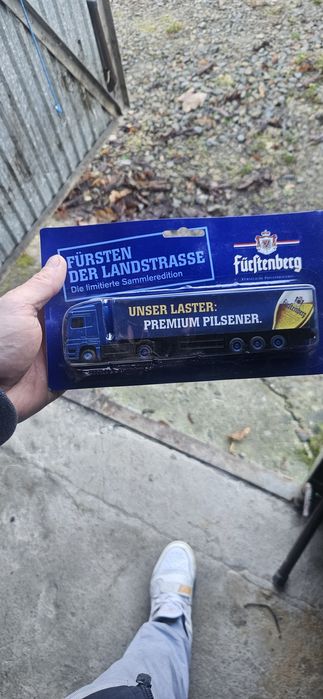 FÜRSTEN
DER LANDSTRASSE
Die limitierte Sammleredition
Fürstenberg
UNSER LASTER:
PREMIUM PILSENER.